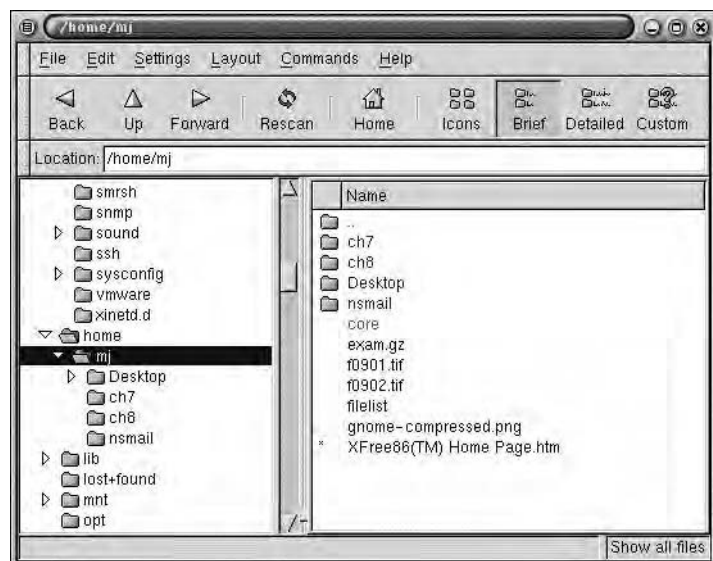 /home/mj
File Edit Settings Layout Commands Help
Back Up Forward Rescan Home Icons Brief Detailed Custom
Location: /home/mj
smrsh
snmp
sound
ssh
sysconfig
vmware
xinetd.d
home
mj
Desktop
ch7
ch8
nsmail
lib
lost+found
mnt
opt
Name
..
ch7
ch8
Desktop
nsmail
core
exam.gz
f0901.tif
f0902.tif
filelist
gnome-compressed.png
* XFree86(TM) Home Page.htm
Show all files